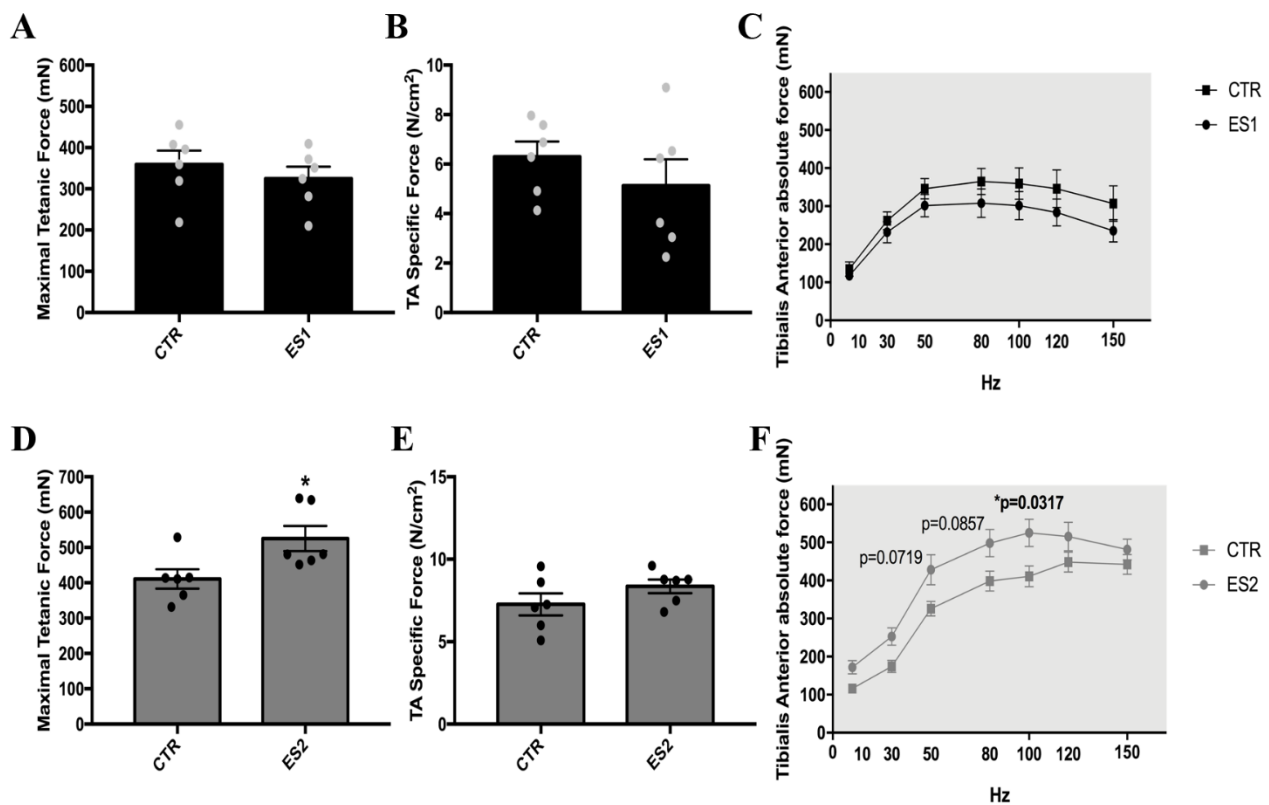 A
Maximal Tetanic Force (mN)
600
500
400
300
200
100
0
CTR
ES1
B
TA Specific Force (N/cm²)
10
8
6
4
2
0
CTR
ES1
C
Tibialis Anterior absolute force (mN)
600
500
400
300
200
100
0
0 10 30 50 80 100 120 150
Hz
CTR
ES1
D
Maximal Tetanic Force (mN)
700
600
500
400
300
200
100
0
*
CTR
ES2
E
TA Specific Force (N/cm²)
15
10
5
0
CTR
ES2
F
Tibialis Anterior absolute force (mN)
600
500
400
300
200
100
0
*p=0.0317
p=0.0857
p=0.0719
0 10 30 50 80 100 120 150
Hz
CTR
ES2